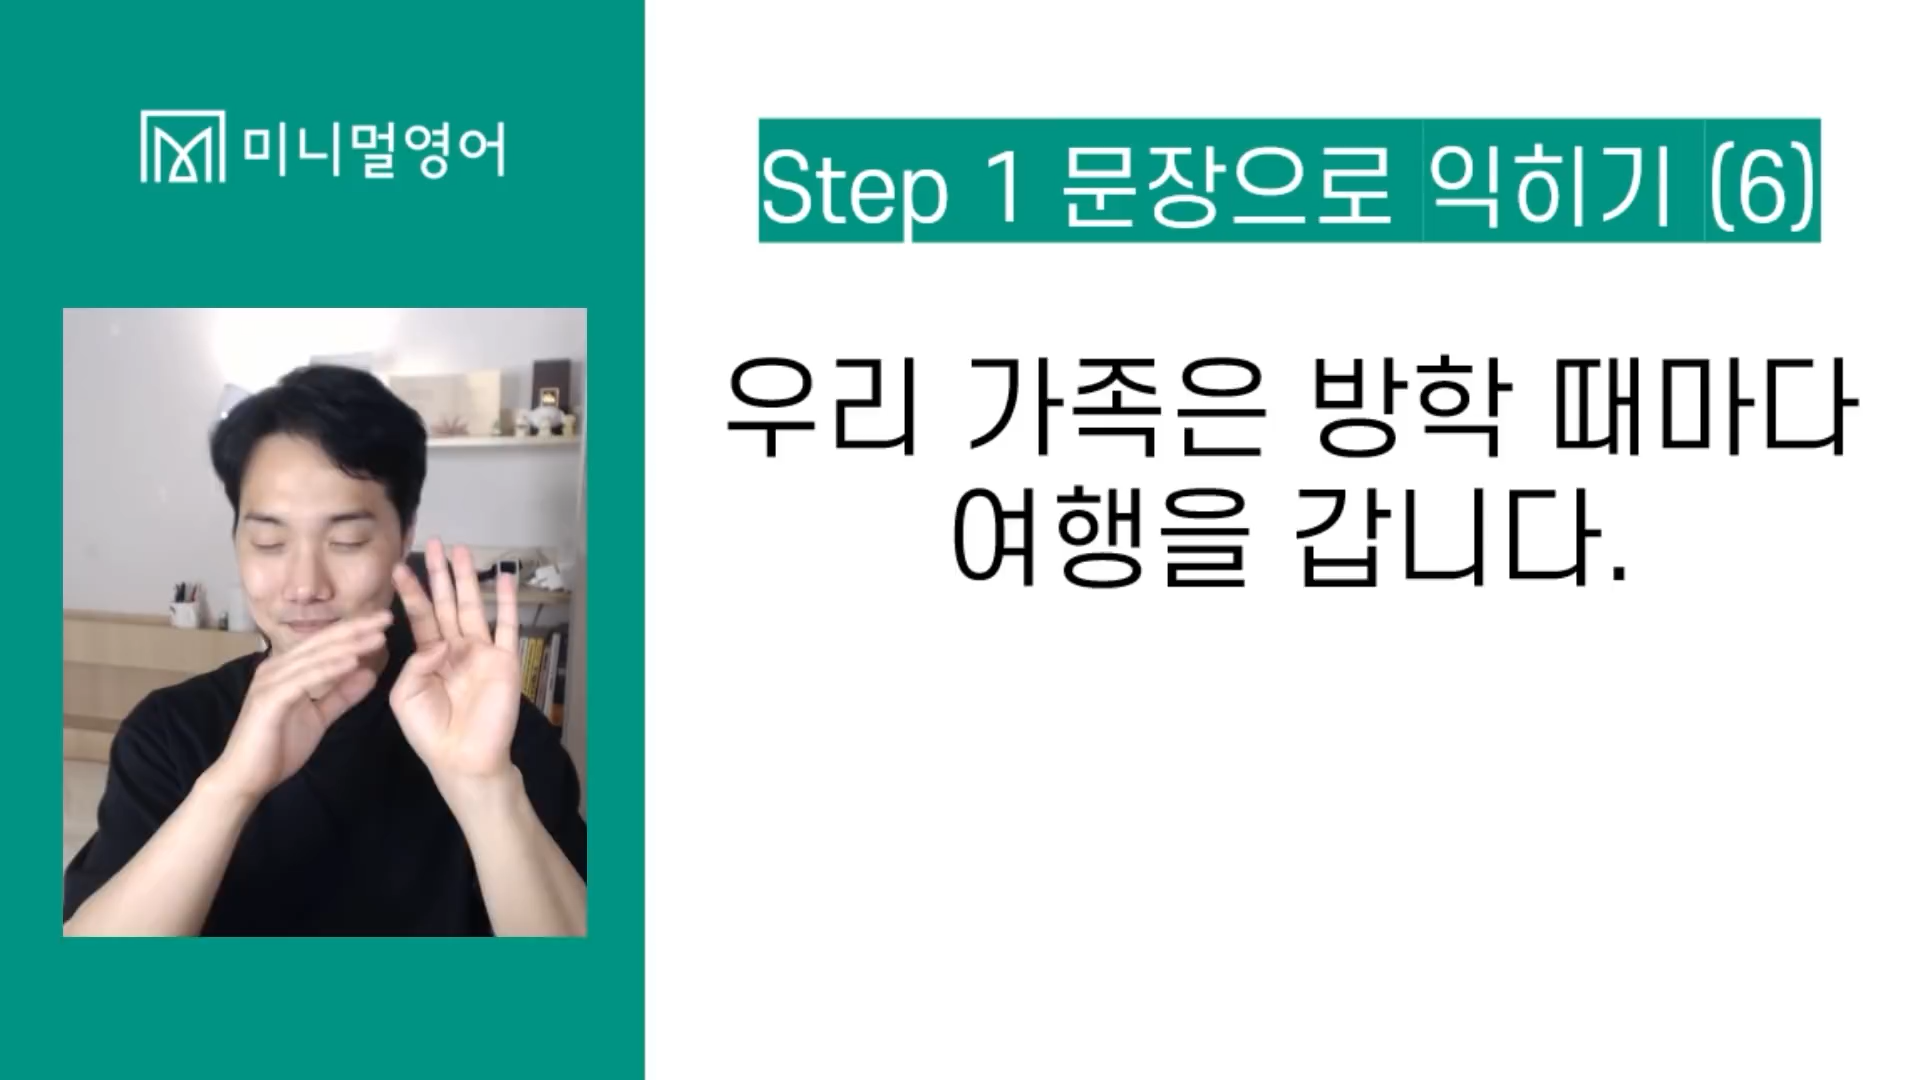 미니멀영어
Step 1 문장으로 익히기 (6)
우리 가족은 방학 때마다
여행을 갑니다.